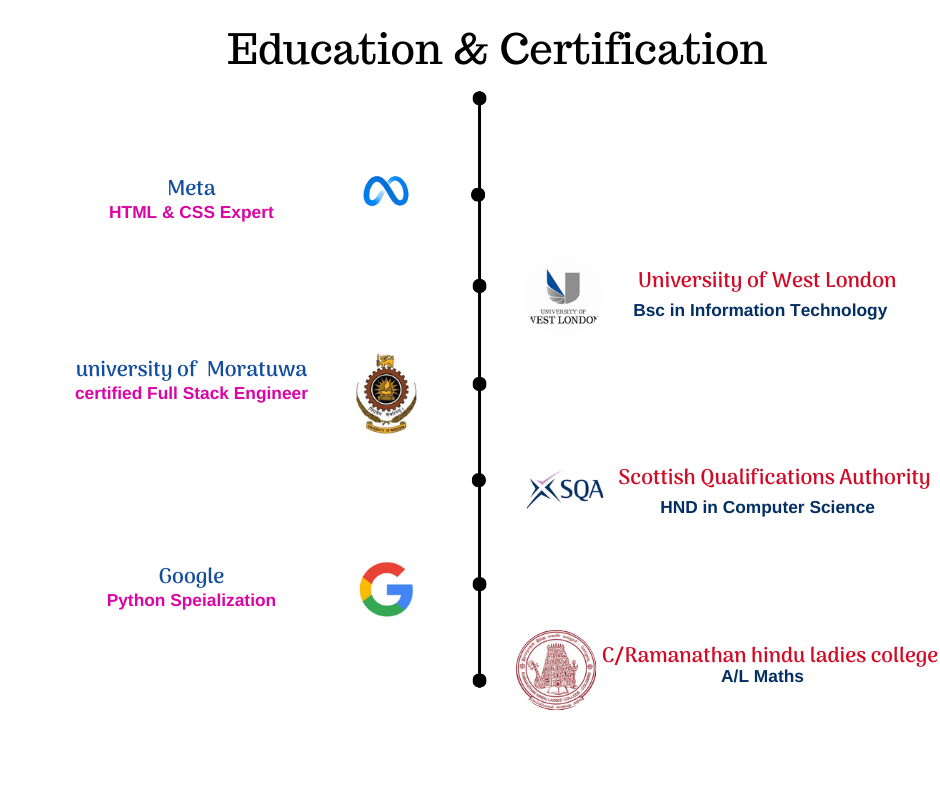 Education & Certification
Meta
HTML & CSS Expert
UNIVERSITY OF
WEST LONDON
Universiity of West London
Bsc in Information Technology
university of Moratuwa
certified Full Stack Engineer
SQA
Scottish Qualifications Authority
HND in Computer Science
Google
Python Speialization
C/Ramanathan hindu ladies college
A/L Maths